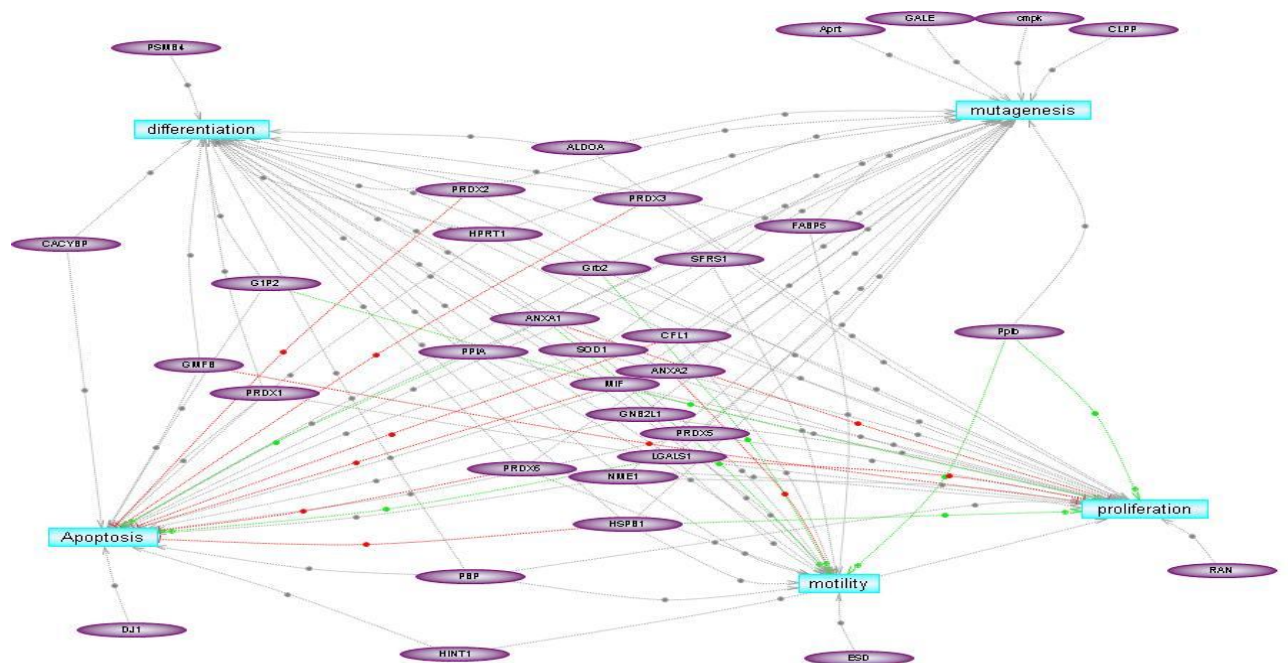 GALE
cmpk
Aprt
CLPP
PSMB4
mutagenesis
differentiation
ALDOA
PRDX2
PRDX3
FABP5
HPRT1
CACYBP
SFRS1
Grb2
G1P2
ANXA1
Ppib
CFL1
PPIA
SOD1
GMFB
ANXA2
MIF
PRDX1
GNB2L1
PRDX5
LGALS1
PRDX6
NME1
proliferation
HSPB1
Apoptosis
RAN
PBP
motility
DJ1
HINT1
ESD